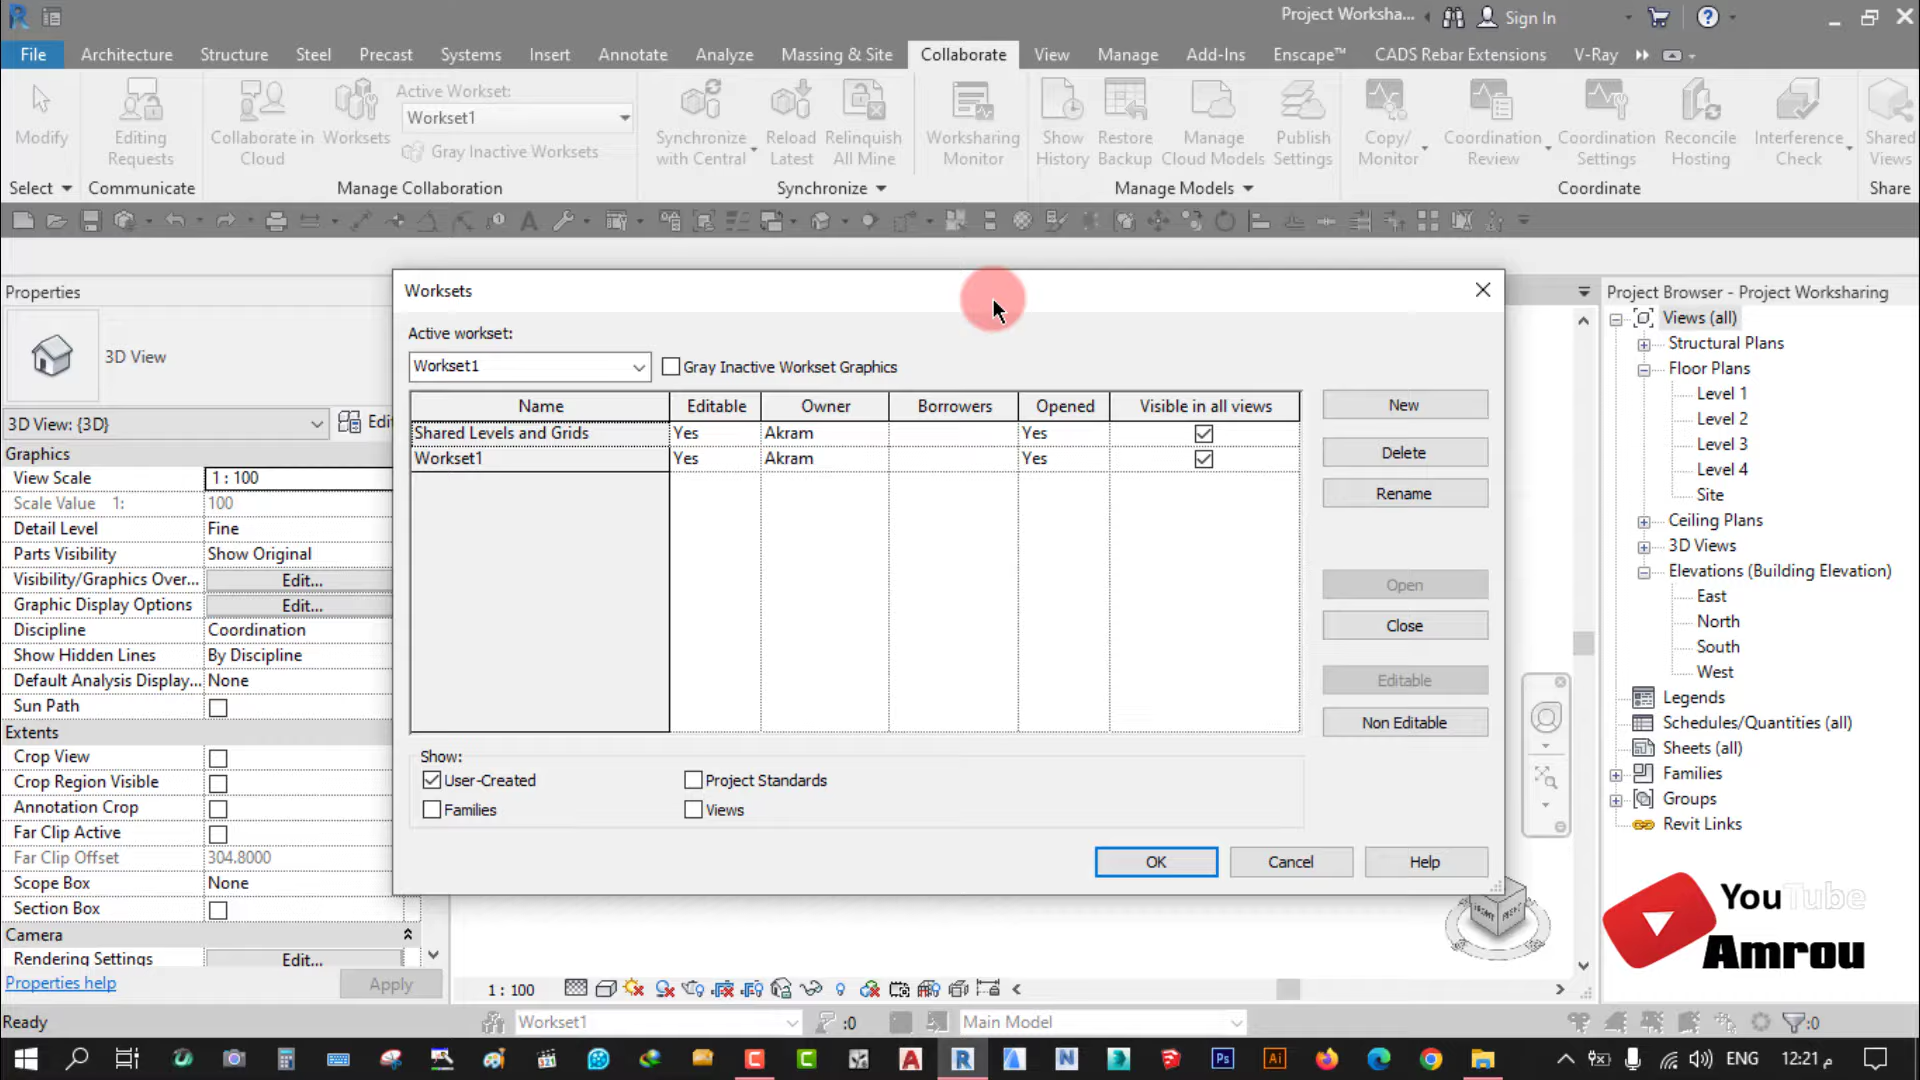 Project Worksha...
Sign In
File Architecture Structure Steel Precast Systems Insert Annotate Analyze Massing & Site Collaborate View Manage Add-Ins Enscape™ CADS Rebar Extensions V-Ray
Modify
Editing Requests
Collaborate in Cloud
Worksets
Active Workset:
Workset1
Gray Inactive Worksets
Synchronize with Central
Reload Latest
Relinquish All Mine
Worksharing Monitor
Show History
Restore Backup
Manage Cloud Models
Publish Settings
Copy/ Monitor
Coordination Review
Coordination Settings
Reconcile Hosting
Interference Check
Shared Views
Select Communicate Manage Collaboration Synchronize Manage Models Coordinate Share
Properties
3D View
3D View: {3D}
Edi
Graphics
View Scale 1 : 100
Scale Value 1: 100
Detail Level Fine
Parts Visibility Show Original
Visibility/Graphics Over... Edit...
Graphic Display Options Edit...
Discipline Coordination
Show Hidden Lines By Discipline
Default Analysis Display... None
Sun Path
Extents
Crop View
Crop Region Visible
Annotation Crop
Far Clip Active
Far Clip Offset 304.8000
Scope Box None
Section Box
Camera
Rendering Settings Edit...
Properties help Apply
Worksets
Active workset:
Workset1 Gray Inactive Workset Graphics
Name Editable Owner Borrowers Opened Visible in all views
Shared Levels and Grids Yes Akram Yes
Workset1 Yes Akram Yes
New
Delete
Rename
Open
Close
Editable
Non Editable
Show:
User-Created Project Standards
Families Views
OK Cancel Help
Project Browser - Project Worksharing
Views (all)
Structural Plans
Floor Plans
Level 1
Level 2
Level 3
Level 4
Site
Ceiling Plans
3D Views
Elevations (Building Elevation)
East
North
South
West
Legends
Schedules/Quantities (all)
Sheets (all)
Families
Groups
Revit Links
YouTube
Amrou
1 : 100
Ready
Workset1
:0
Main Model
:0
ENG
12:21 م